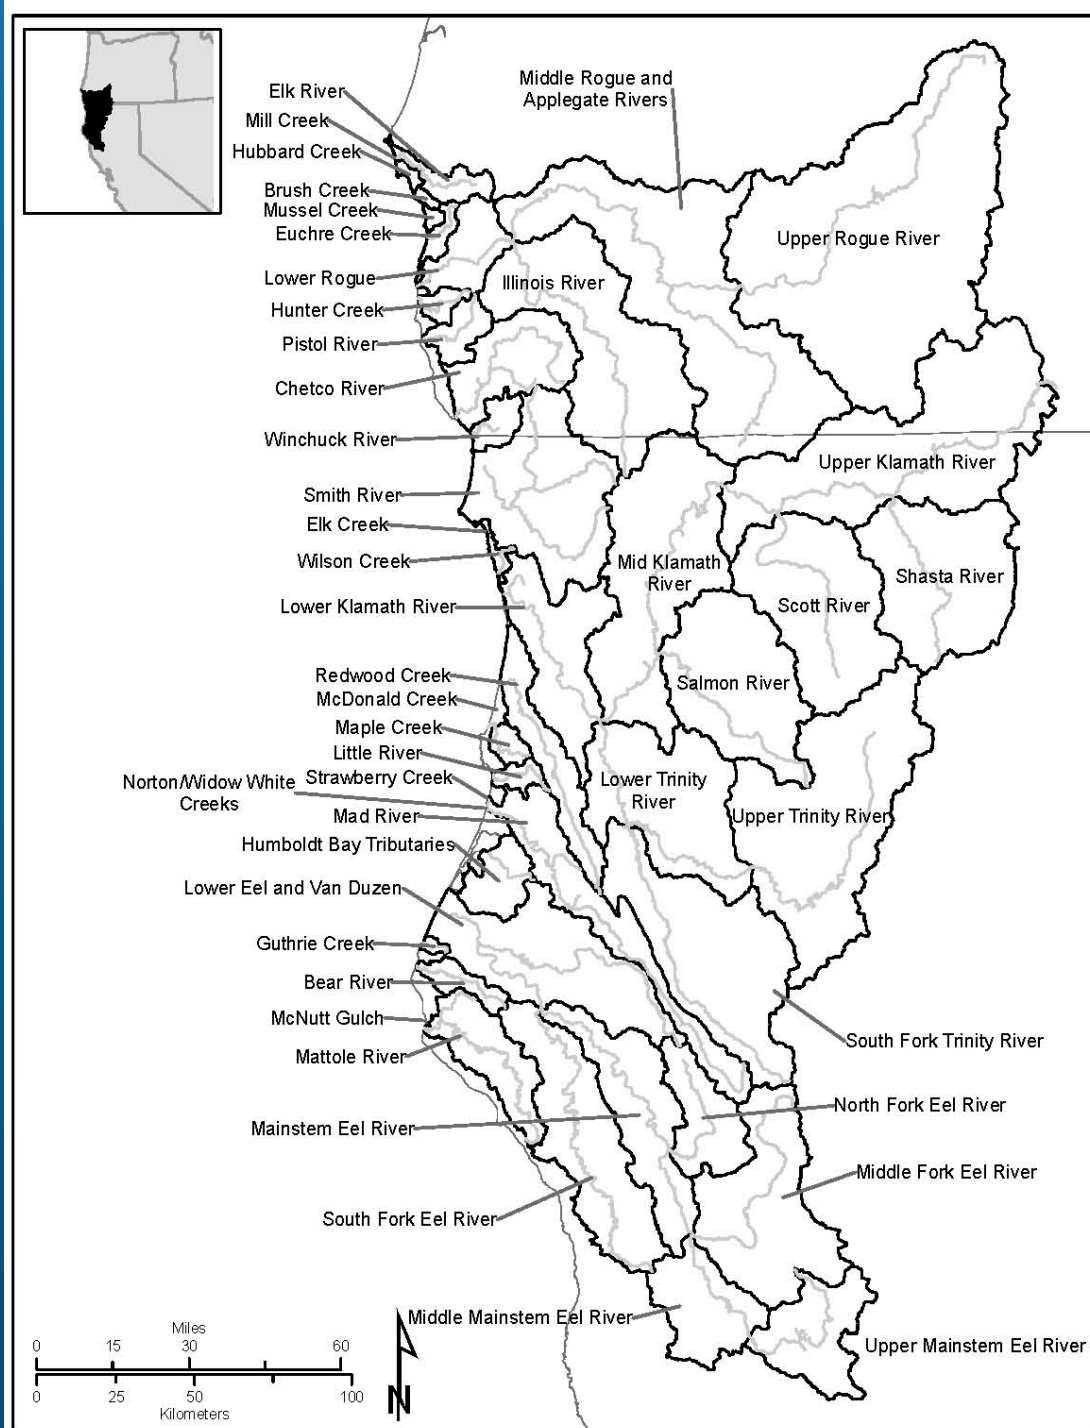 Middle Rogue and
Applegate Rivers
Elk River
Mill Creek
Hubbard Creek
Brush Creek
Mussel Creek
Euchre Creek
Upper Rogue River
Lower Rogue
Illinois River
Hunter Creek
Pistol River
Chetco River
Winchuck River
Upper Klamath River
Smith River
Elk Creek
Wilson Creek
Mid Klamath
River
Shasta River
Scott River
Lower Klamath River
Redwood Creek
Salmon River
McDonald Creek
Maple Creek
Little River
Strawberry Creek
Norton/Widow White
Creeks
Lower Trinity
River
Mad River
Upper Trinity River
Humboldt Bay Tributaries
Lower Eel and Van Duzen
Guthrie Creek
Bear River
McNutt Gulch
South Fork Trinity River
Mattole River
North Fork Eel River
Mainstem Eel River
Middle Fork Eel River
South Fork Eel River
Middle Mainstem Eel River
Upper Mainstem Eel River
Miles
0 15 30 60
0 25 50 100
Kilometers
N